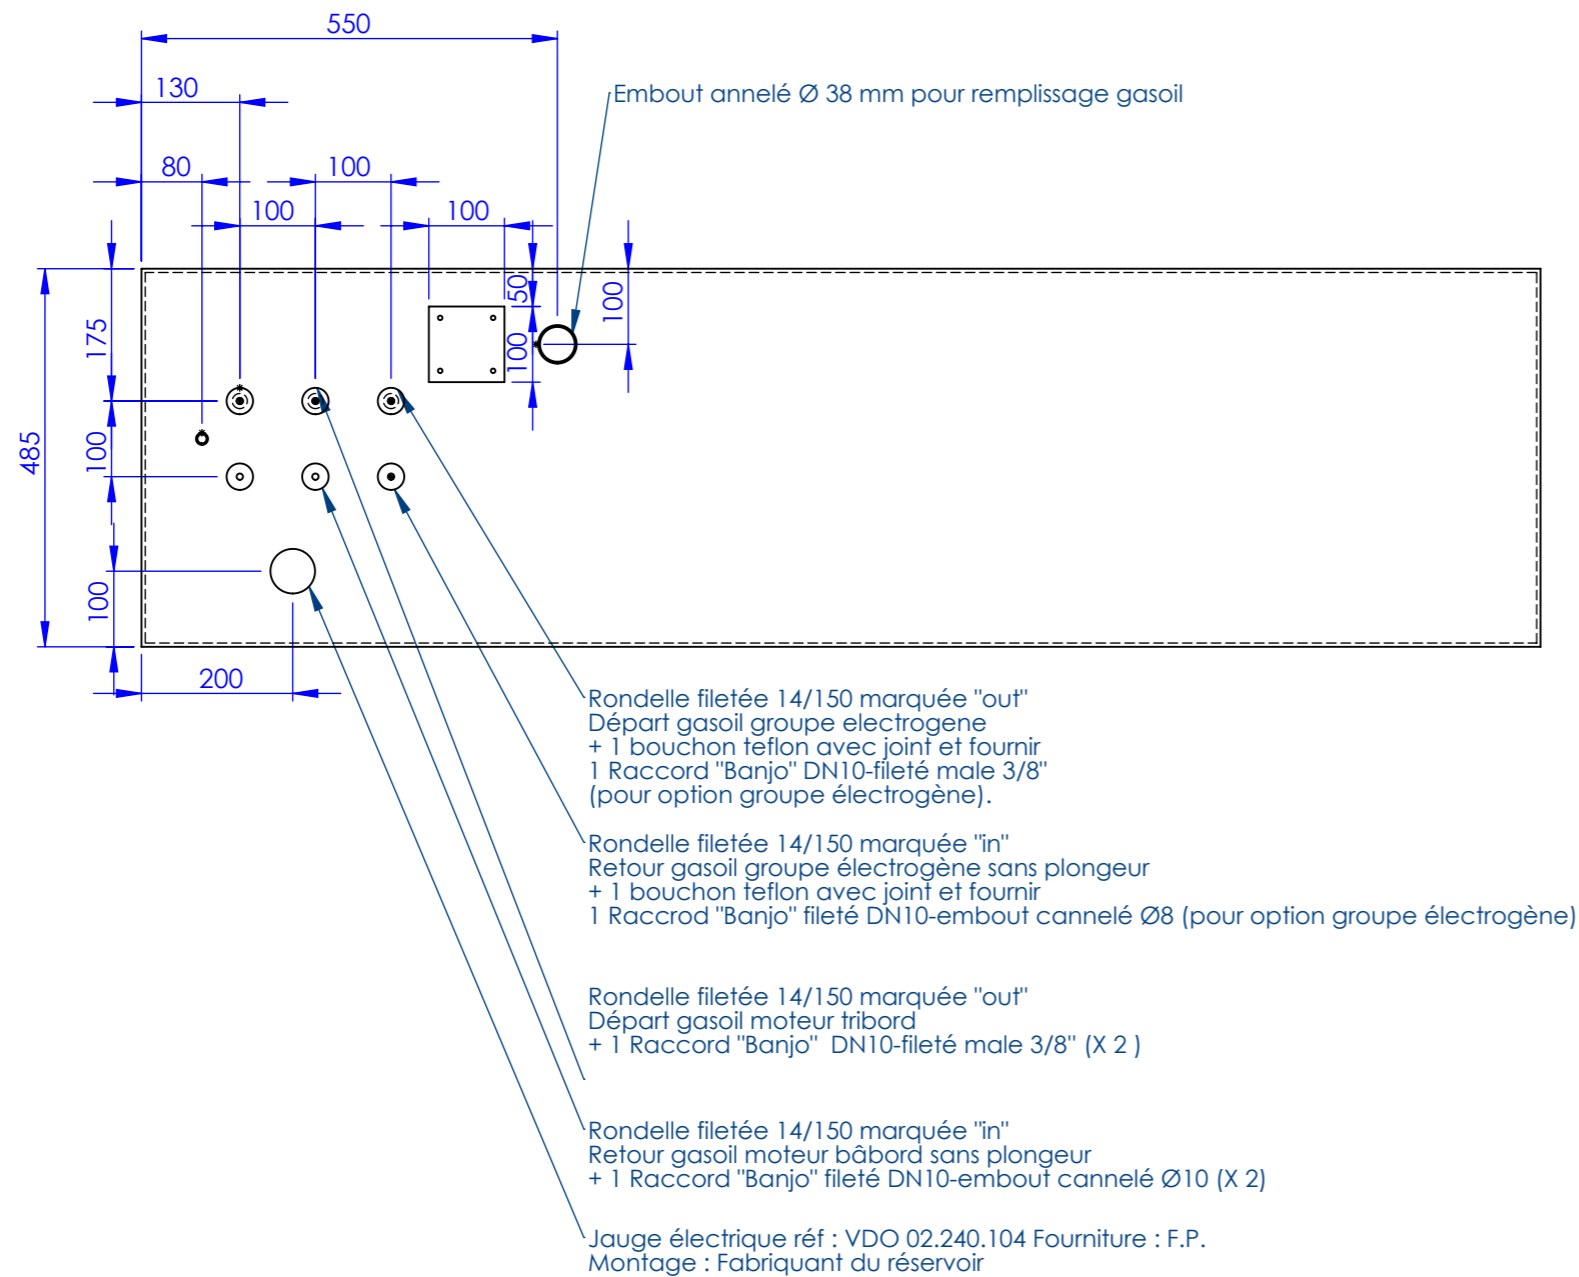 550
130
Embout annelé Ø 38 mm pour remplissage gasoil
80
100
100
100
50
100
175
100
485
100
100
200
Rondelle filetée 14/150 marquée "out"
Départ gasoil groupe electrogene
+ 1 bouchon teflon avec joint et fournir
1 Raccord "Banjo" DN10-fileté male 3/8"
(pour option groupe électrogène).
Rondelle filetée 14/150 marquée "in"
Retour gasoil groupe électrogène sans plongeur
+ 1 bouchon teflon avec joint et fournir
1 Raccrod "Banjo" fileté DN10-embout cannelé Ø8 (pour option groupe électrogène)
Rondelle filetée 14/150 marquée "out"
Départ gasoil moteur tribord
+ 1 Raccord "Banjo" DN10-fileté male 3/8" (X 2 )
Rondelle filetée 14/150 marquée "in"
Retour gasoil moteur bâbord sans plongeur
+ 1 Raccord "Banjo" fileté DN10-embout cannelé Ø10 (X 2)
Jauge électrique réf : VDO 02.240.104 Fourniture : F.P.
Montage : Fabriquant du réservoir